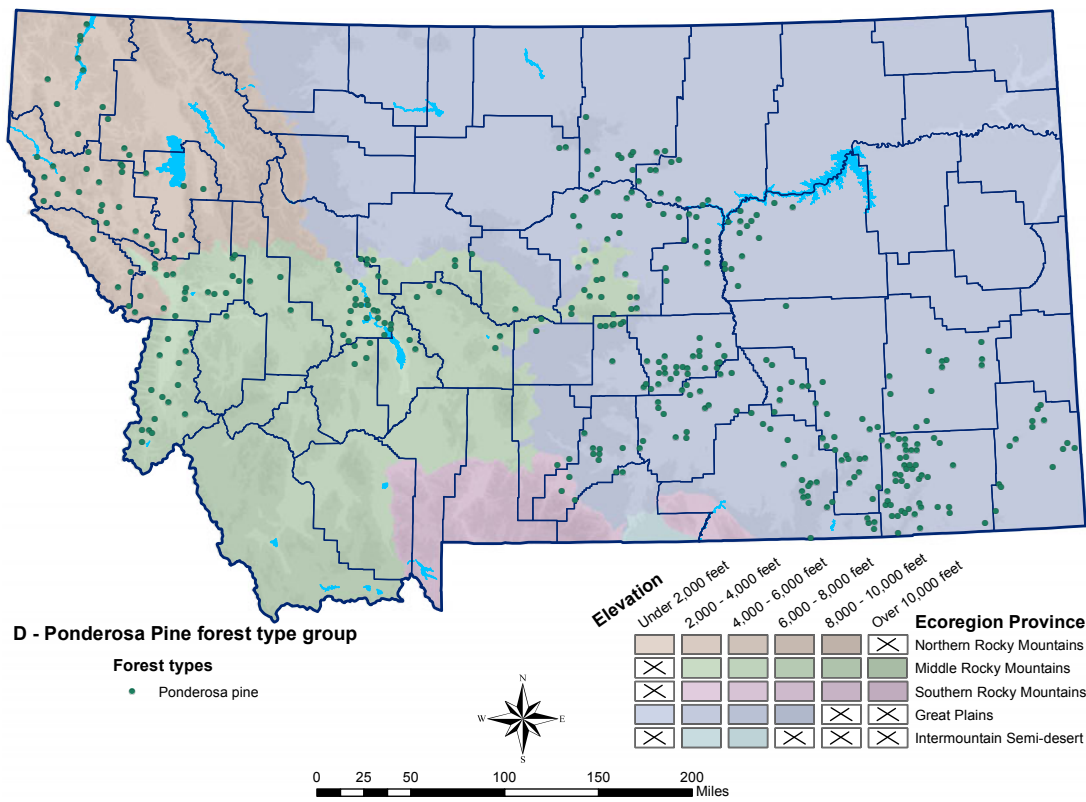 D - Ponderosa Pine forest type group
Forest types
Ponderosa pine
N
W E
S
0 25 50 100 150 200
Miles
Elevation
Under 2,000 feet
2,000 - 4,000 feet
4,000 - 6,000 feet
6,000 - 8,000 feet
8,000 - 10,000 feet
Over 10,000 feet
Ecoregion Province
Northern Rocky Mountains
Middle Rocky Mountains
Southern Rocky Mountains
Great Plains
Intermountain Semi-desert